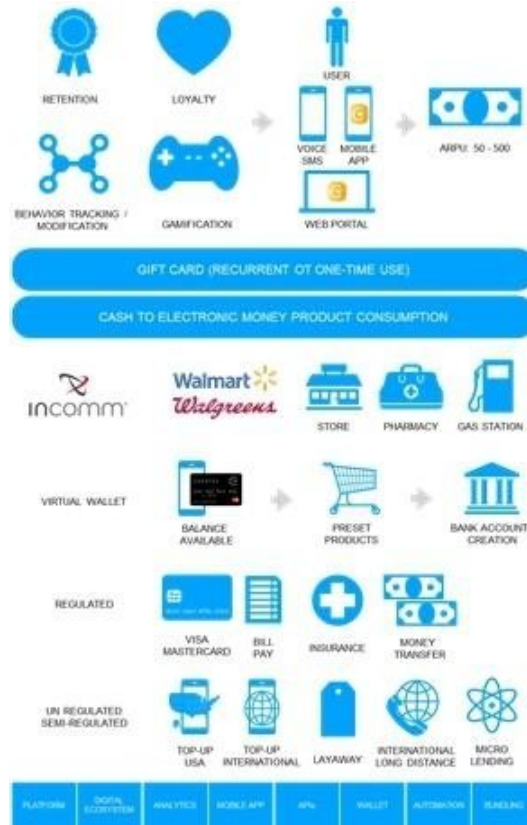 RETENTION
LOYALTY
USER
VOICE
SMS
MOBILE
APP
ARPU: 50 - 500
BEHAVIOR TRACKING /
MODIFICATION
GAMIFICATION
WEB PORTAL
GIFT CARD (RECURRENT OT ONE-TIME USE)
CASH TO ELECTRONIC MONEY PRODUCT CONSUMPTION
incomm
Walmart
Walgreens
STORE
PHARMACY
GAS STATION
VIRTUAL WALLET
BALANCE
AVAILABLE
PRESET
PRODUCTS
BANK ACCOUNT
CREATION
REGULATED
VISA
MASTERCARD
BILL
PAY
INSURANCE
MONEY
TRANSFER
UN REGULATED
SEMI-REGULATED
TOP-UP
USA
TOP-UP
INTERNATIONAL
LAYAWAY
INTERNATIONAL
LONG DISTANCE
MICRO
LENDING
PLATFORM
DIGITAL
ECOSYSTEM
ANALYTICS
MOBILE APP
APIs
WALLET
AUTOMATION
BUNDLING